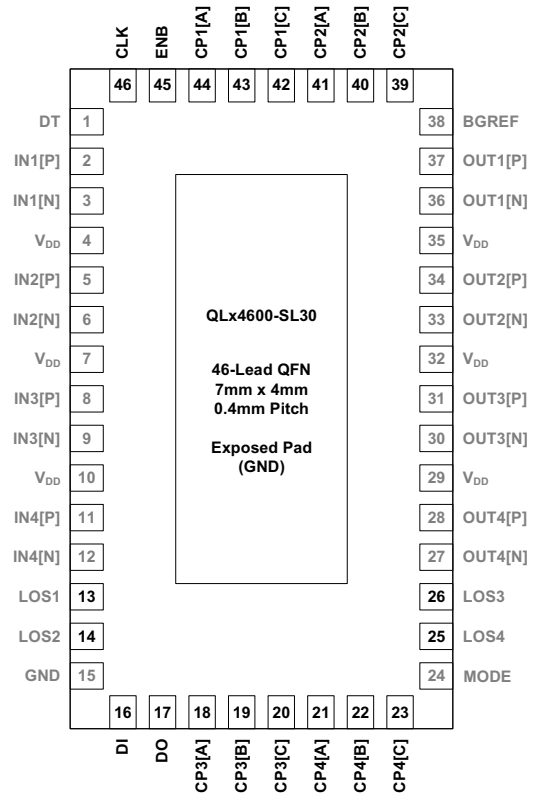 CLK
ENB
CP1[A]
CP1[B]
CP1[C]
CP2[A]
CP2[B]
CP2[C]
46 45 44 43 42 41 40 39
DT 1
38 BGREF
IN1[P] 2
37 OUT1[P]
IN1[N] 3
36 OUT1[N]
VDD 4
35 VDD
IN2[P] 5
34 OUT2[P]
IN2[N] 6
33 OUT2[N]
VDD 7
32 VDD
IN3[P] 8
31 OUT3[P]
IN3[N] 9
30 OUT3[N]
VDD 10
29 VDD
IN4[P] 11
28 OUT4[P]
IN4[N] 12
27 OUT4[N]
LOS1 13
26 LOS3
LOS2 14
25 LOS4
GND 15
24 MODE
QLx4600-SL30
46-Lead QFN
7mm x 4mm
0.4mm Pitch
Exposed Pad
(GND)
16 17 18 19 20 21 22 23
DI
DO
CP3[A]
CP3[B]
CP3[C]
CP4[A]
CP4[B]
CP4[C]